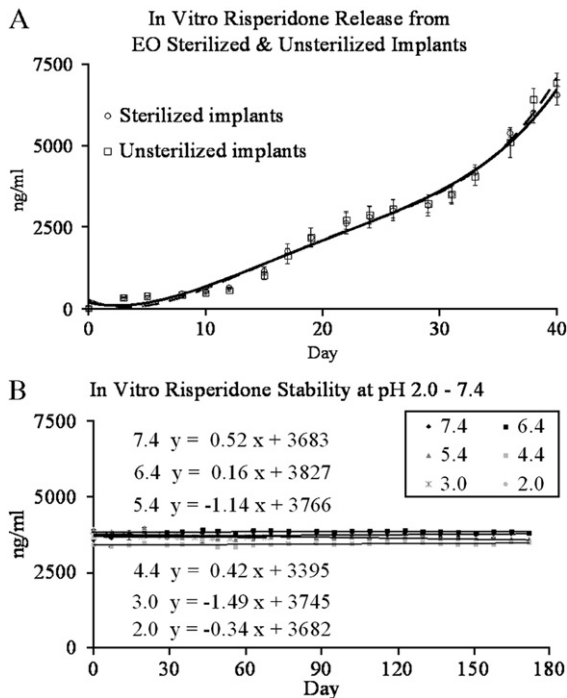 A
In Vitro Risperidone Release from
EO Sterilized & Unsterilized Implants
7500
5000
2500
0
ng/ml
Sterilized implants
Unsterilized implants
0 10 20 30 40
Day
B
In Vitro Risperidone Stability at pH 2.0 - 7.4
7500
5000
2500
0
ng/ml
7.4 y = 0.52 x + 3683
6.4 y = 0.16 x + 3827
5.4 y = -1.14 x + 3766
7.4 6.4
5.4 4.4
3.0 2.0
4.4 y = 0.42 x + 3395
3.0 y = -1.49 x + 3745
2.0 y = -0.34 x + 3682
0 30 60 90 120 150 180
Day